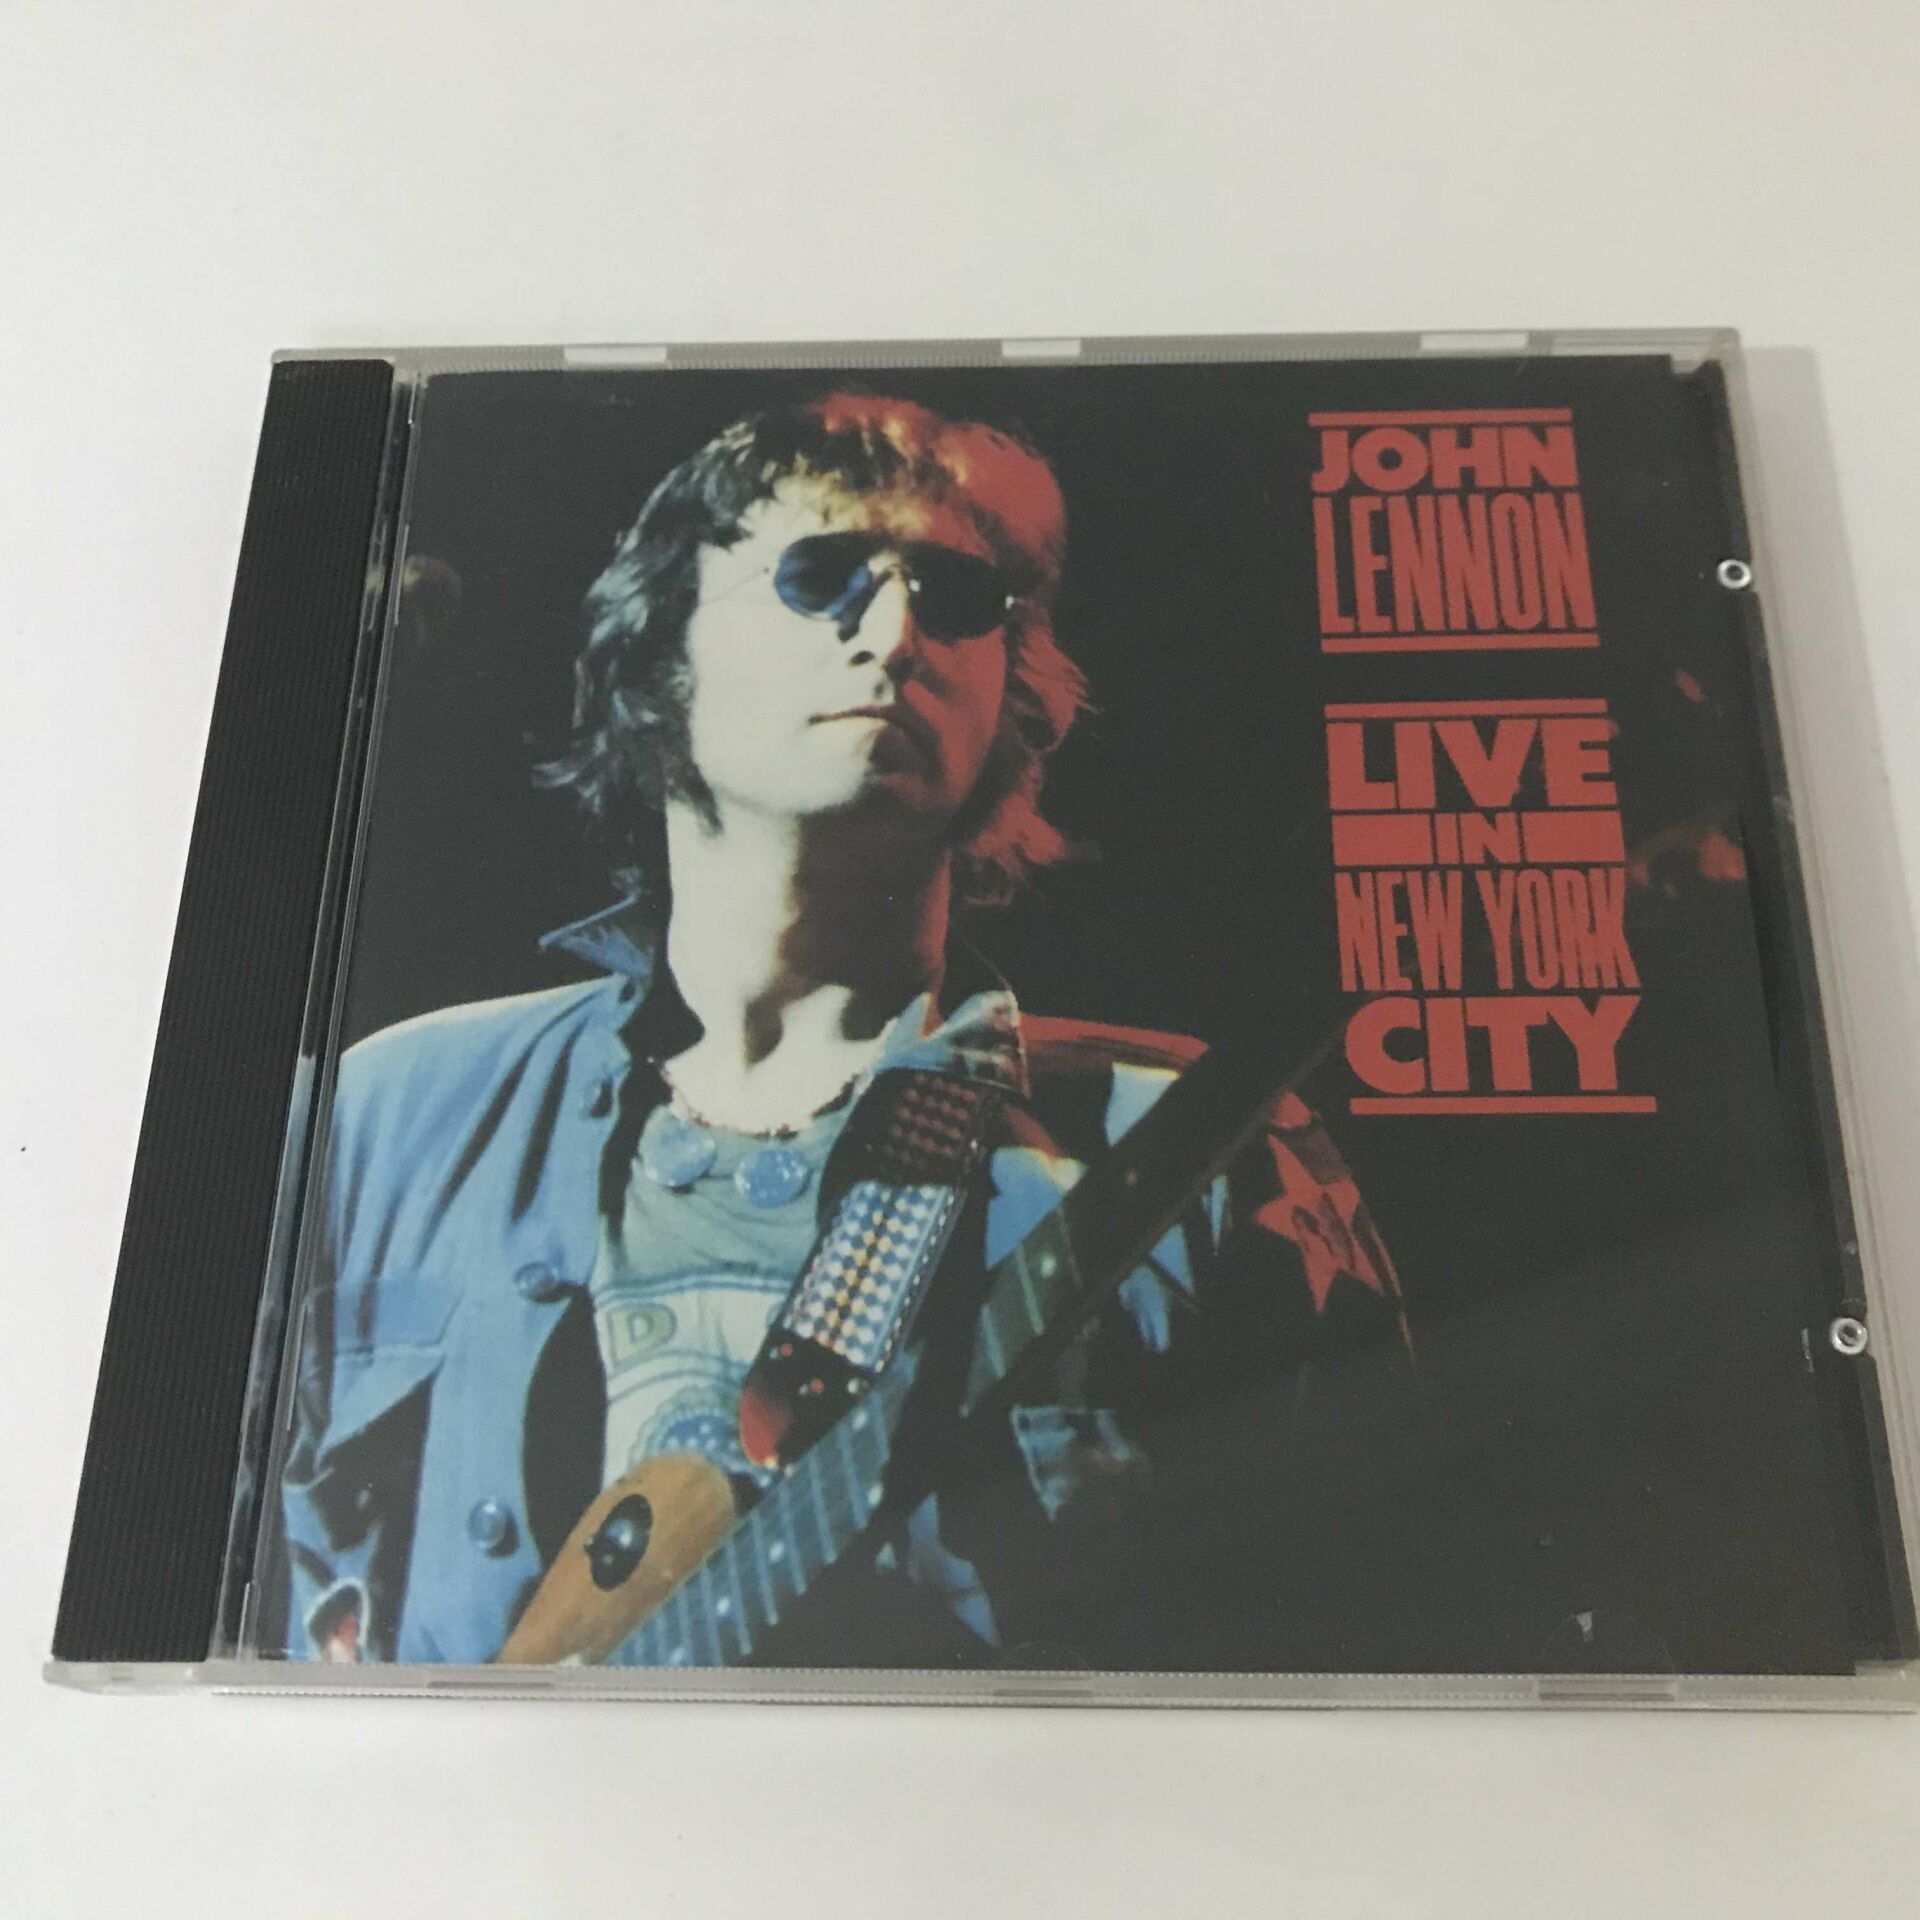 JOHN
LENNON
LIVE
IN
NEW YORK
CITY
D